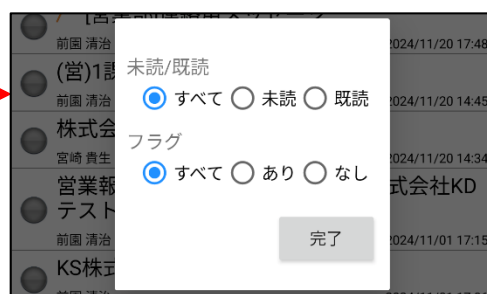 前園 清治
2024/11/20 17:48
(営)1課
前園 清治
2024/11/20 14:45
株式会
宮崎 貴生
2024/11/20 14:34
営業報
式会社KD
テスト
前園 清治
2024/11/01 17:15
KS株式
未読/既読
すべて 未読 既読
フラグ
すべて あり なし
完了